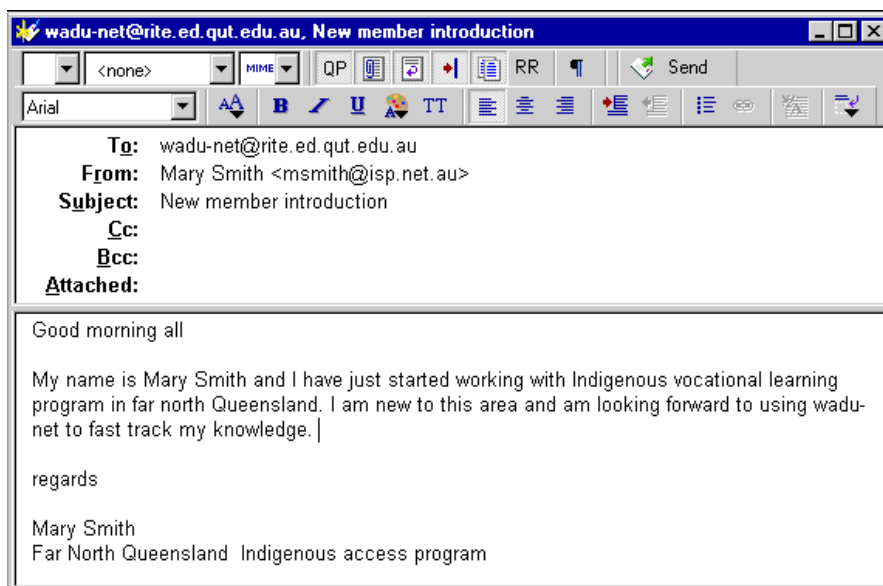 wadu-net@rite.ed.qut.edu.au, New member introduction
<none> MIME QP RR ¶ Send
Arial AA B I U A TT
To: wadu-net@rite.ed.qut.edu.au
From: Mary Smith <msmith@isp.net.au>
Subject: New member introduction
Cc:
Bcc:
Attached:
Good morning all
My name is Mary Smith and I have just started working with Indigenous vocational learning
program in far north Queensland. I am new to this area and am looking forward to using wadu-
net to fast track my knowledge.
regards
Mary Smith
Far North Queensland  Indigenous access program